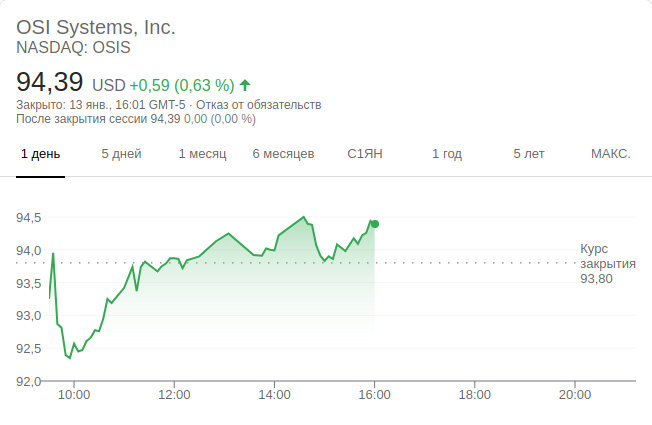 OSI Systems, Inc.
NASDAQ: OSIS
94,39 USD +0,59 (0,63 %)
Закрыто: 13 янв., 16:01 GMT-5 · Отказ от обязательств
После закрытия сессии 94,39 0,00 (0,00 %)
1 день 5 дней 1 месяц 6 месяцев С1ЯН 1 год 5 лет МАКС.
94,5
94,0
93,5
93,0
92,5
92,0
Курс
закрытия
93,80
10:00 12:00 14:00 16:00 18:00 20:00